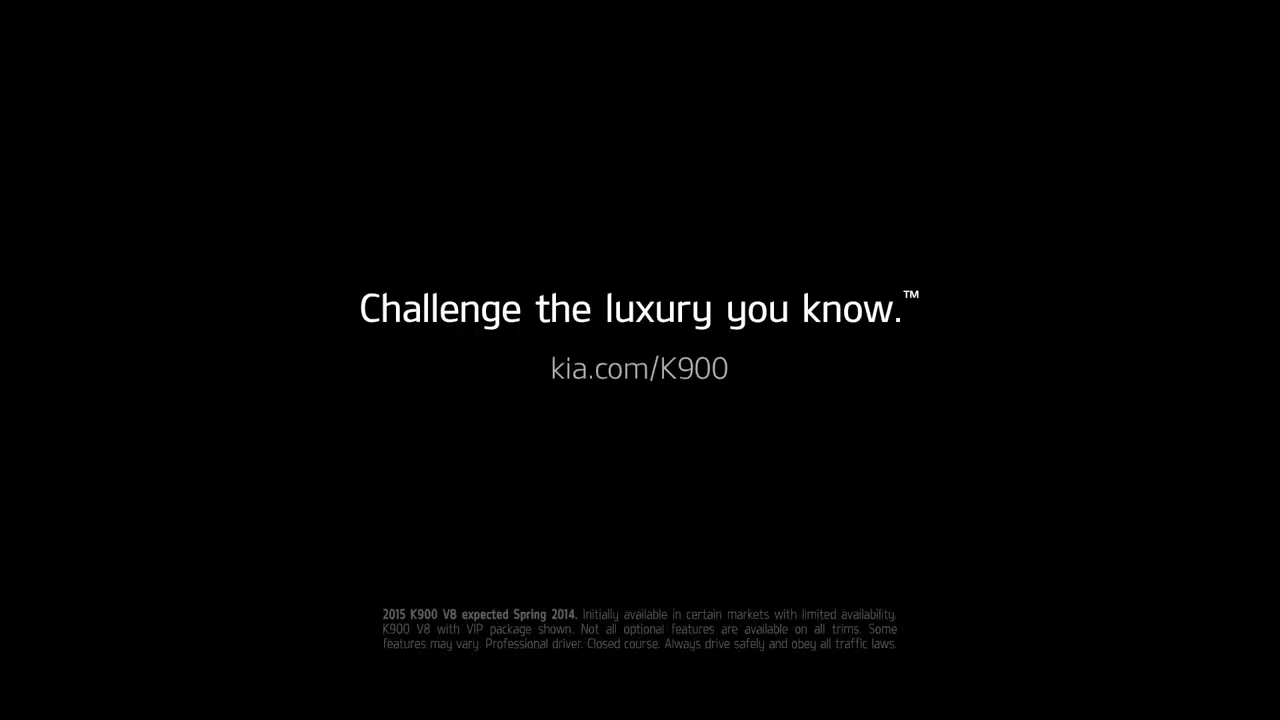 Challenge the luxury you know.™
kia.com/K900
2015 K900 V8 expected Spring 2014. Initially available in certain markets with limited availability.
K900 V8 with VIP package shown. Not all optional features are available on all trims. Some
features may vary. Professional driver. Closed course. Always drive safely and obey all traffic laws.